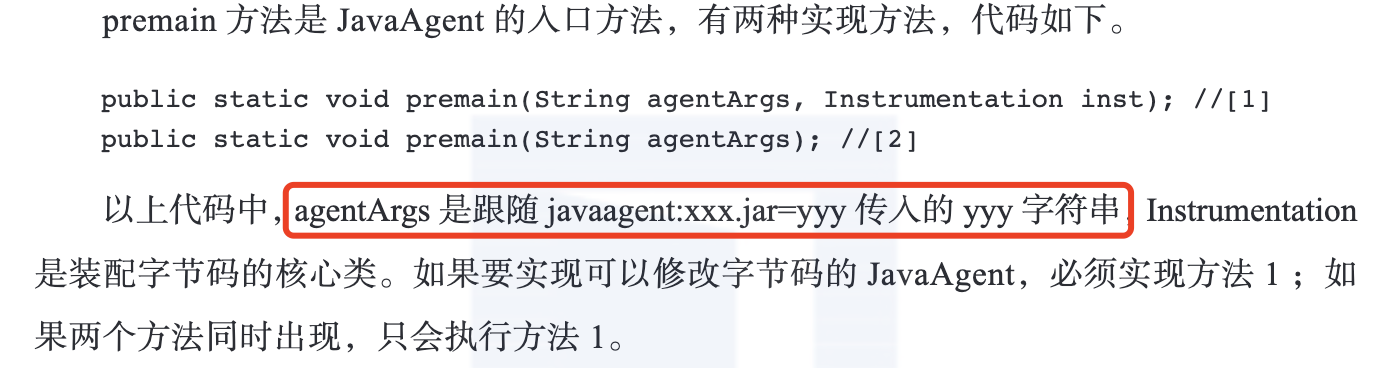 premain 方法是 JavaAgent 的入口方法，有两种实现方法，代码如下。
public static void premain(String agentArgs, Instrumentation inst); //[1]
public static void premain(String agentArgs); //[2]
以上代码中，agentArgs 是跟随 javaagent:xxx.jar=yyy 传入的 yyy 字符串，Instrumentation
是装配字节码的核心类。如果要实现可以修改字节码的 JavaAgent，必须实现方法 1；如
果两个方法同时出现，只会执行方法 1。